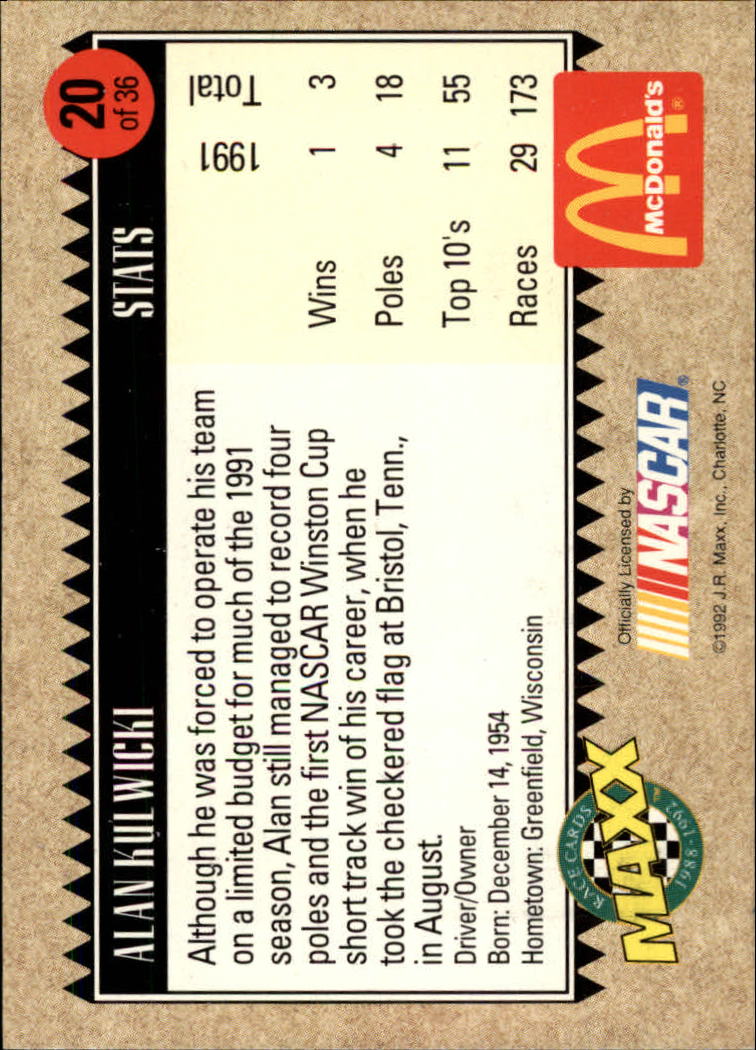 ALAN KULWICKI
STATS
20
of 36
Although he was forced to operate his team
on a limited budget for much of the 1991
season, Alan still managed to record four
poles and the first NASCAR Winston Cup
short track win of his career, when he
took the checkered flag at Bristol, Tenn.,
in August.
Driver/Owner
Born: December 14, 1954
Hometown: Greenfield, Wisconsin
1991 Total
Wins 1 3
Poles 4 18
Top 10's 11 55
Races 29 173
RACE CARDS
MAXX
1988-1992
Officially Licensed by
NASCAR®
©1992 J.R. Maxx, Inc., Charlotte, NC
McDonald's®